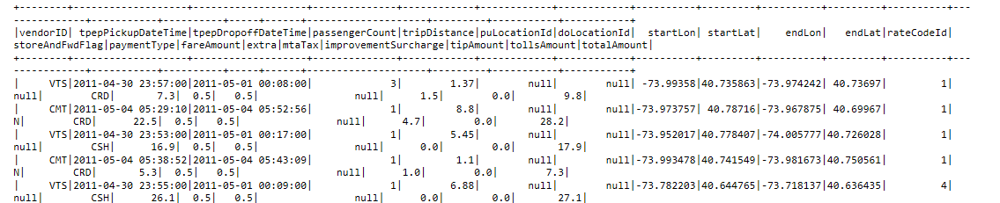 +--------+-------------------+-------------------+--------------+------------+------------+------------+----------+---------+----------+---------+----------+---
-------------+-----------+----------+-----+------+--------------------+---------+-----------+-----------+
|vendorID| tpepPickupDateTime|tpepDropoffDateTime|passengerCount|tripDistance|puLocationId|doLocationId|  startLon| startLat|    endLon|   endLat|rateCodeId|
storeAndFwdFlag|paymentType|fareAmount|extra|mtaTax|improvementSurcharge|tipAmount|tollsAmount|totalAmount|
+--------+-------------------+-------------------+--------------+------------+------------+------------+----------+---------+----------+---------+----------+---
-------------+-----------+----------+-----+------+--------------------+---------+-----------+-----------+
|     VTS|2011-04-30 23:57:00|2011-05-01 00:08:00|             3|        1.37|        null|        null| -73.99358|40.735863|-73.974242| 40.73697|         1|
null|        CRD|       7.3|  0.5|   0.5|                null|      1.5|        0.0|        9.8|
|     CMT|2011-05-04 05:29:10|2011-05-04 05:52:56|             1|         8.8|        null|        null|-73.973757| 40.78716|-73.967875| 40.69967|         1|
N|        CRD|      22.5|  0.5|   0.5|                null|      4.7|        0.0|       28.2|
|     VTS|2011-04-30 23:53:00|2011-05-01 00:17:00|             1|        5.45|        null|        null|-73.952017|40.778407|-74.005777|40.726028|         1|
null|        CSH|      16.9|  0.5|   0.5|                null|      0.0|        0.0|       17.9|
|     CMT|2011-05-04 05:38:52|2011-05-04 05:43:09|             1|         1.1|        null|        null|-73.993478|40.741549|-73.981673|40.750561|         1|
N|        CRD|       5.3|  0.5|   0.5|                null|      1.0|        0.0|        7.3|
|     VTS|2011-04-30 23:55:00|2011-05-01 00:09:00|             1|        6.88|        null|        null|-73.782203|40.644765|-73.718137|40.636435|         4|
null|        CSH|      26.1|  0.5|   0.5|                null|      0.0|        0.0|       27.1|